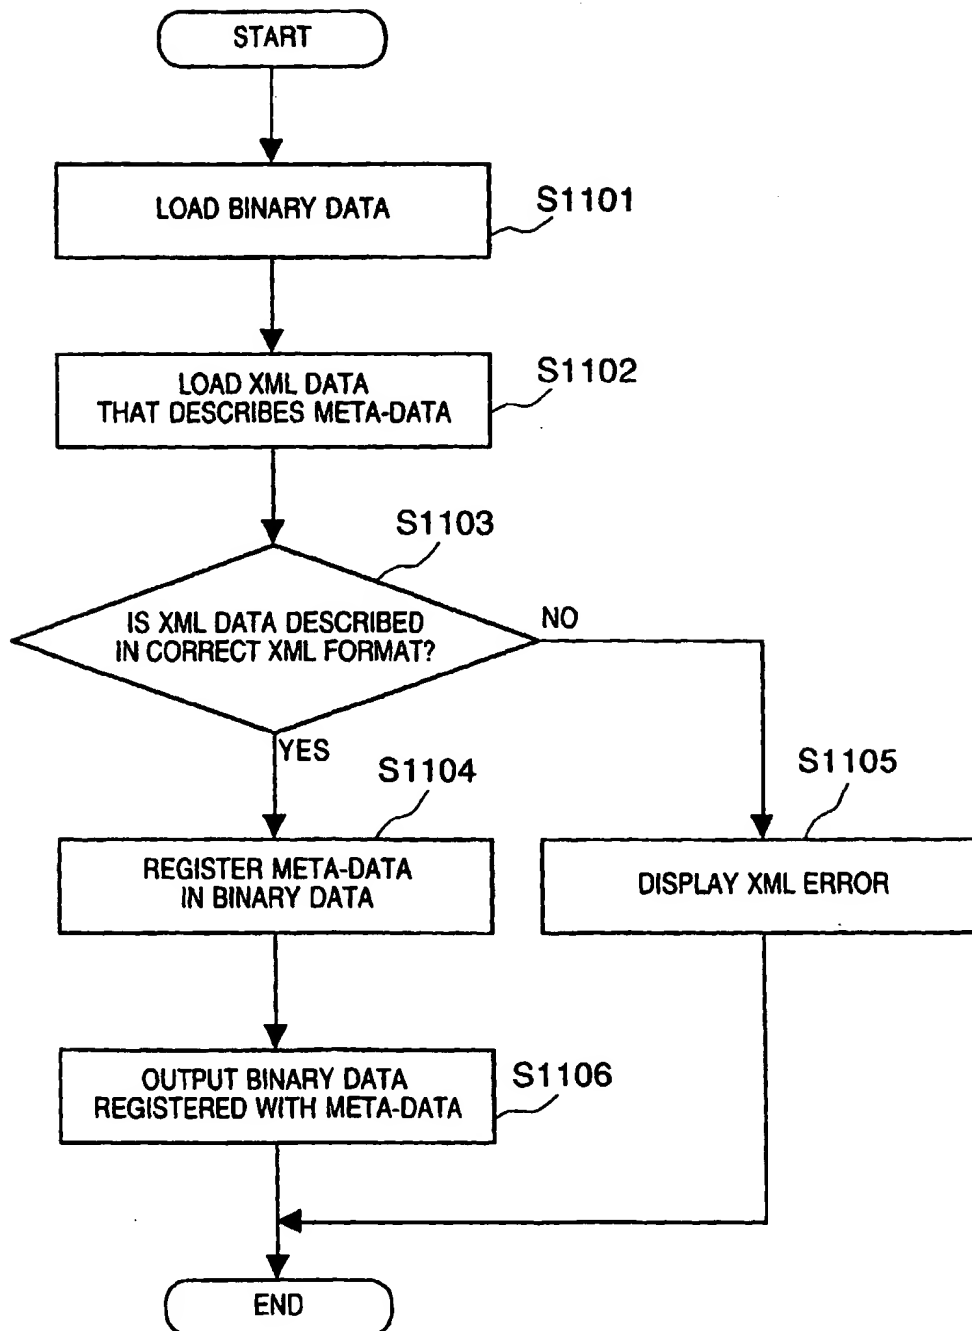 START
LOAD BINARY DATA
S1101
LOAD XML DATA
THAT DESCRIBES META-DATA
S1102
S1103
IS XML DATA DESCRIBED
IN CORRECT XML FORMAT?
NO
YES
S1104
REGISTER META-DATA
IN BINARY DATA
S1105
DISPLAY XML ERROR
OUTPUT BINARY DATA
REGISTERED WITH META-DATA
S1106
END